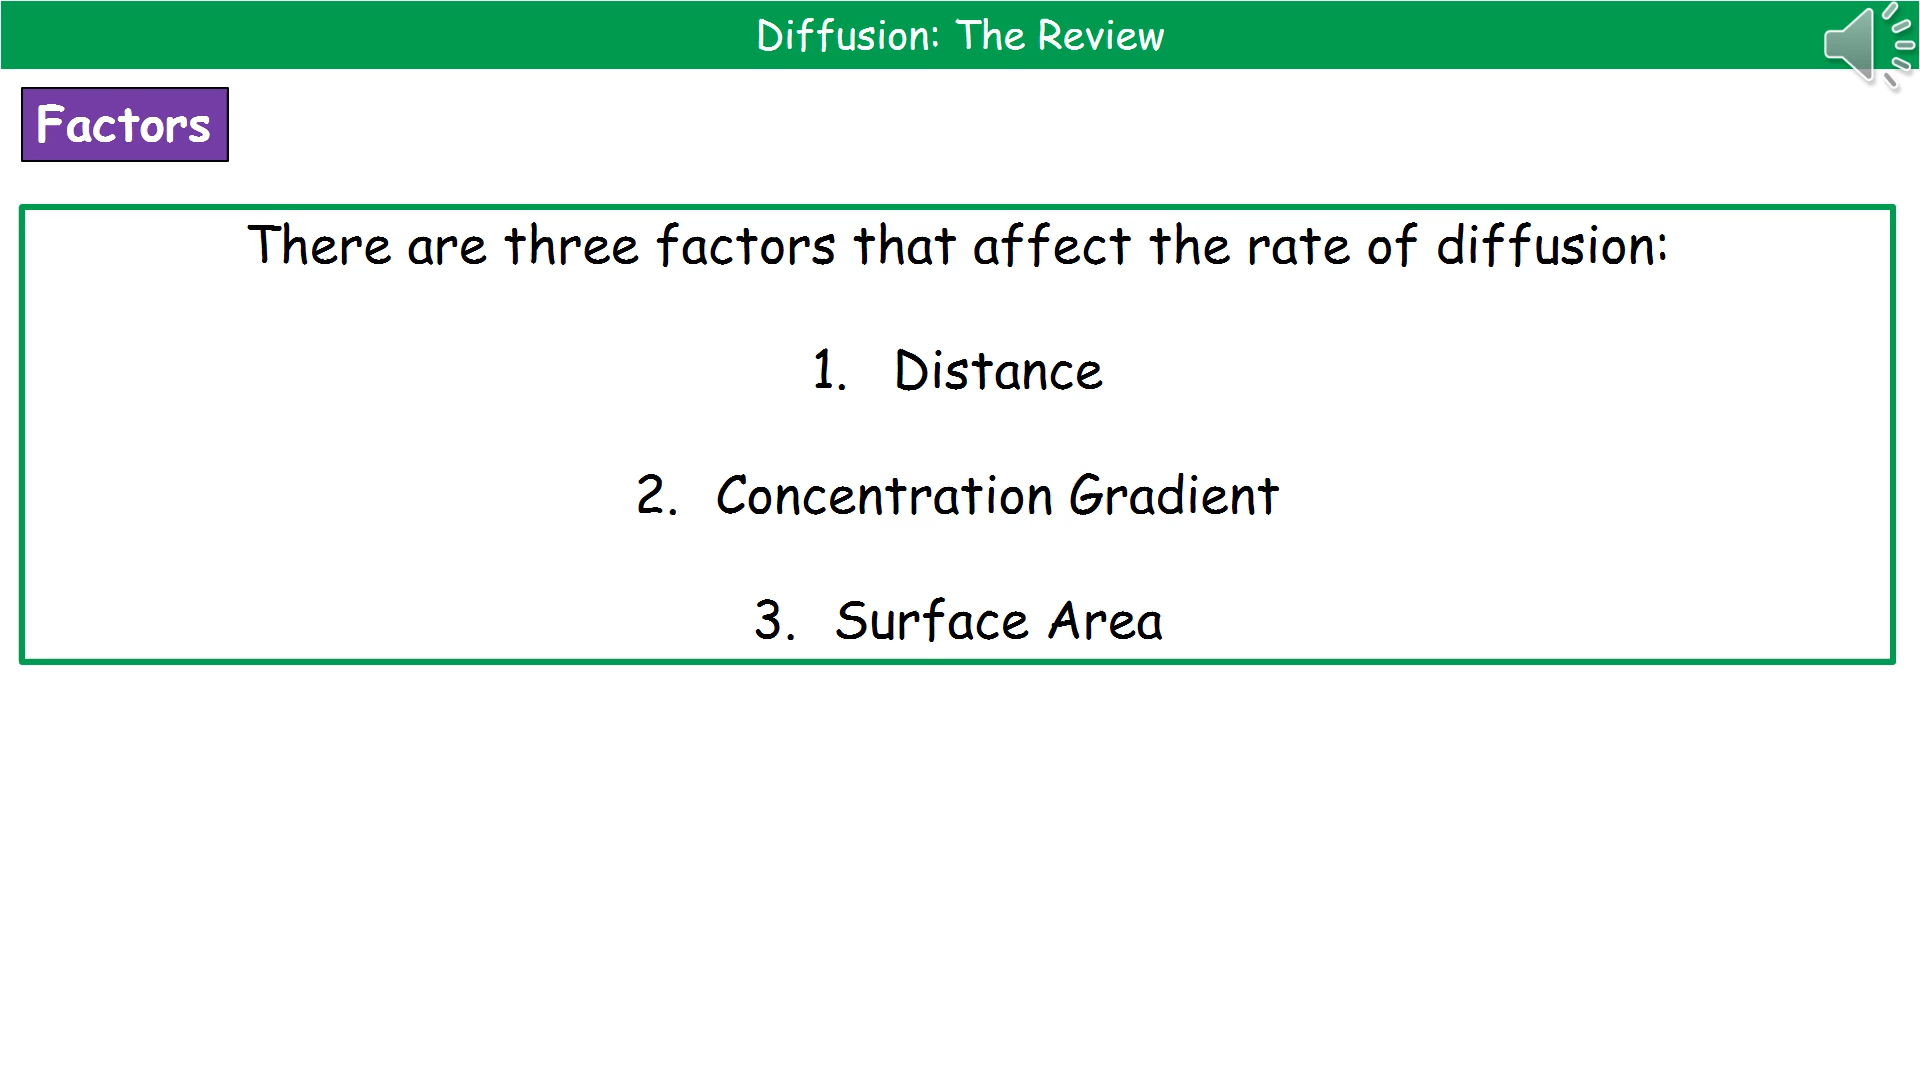 Diffusion: The Review
Factors
There are three factors that affect the rate of diffusion:
1. Distance
2. Concentration Gradient
3. Surface Area